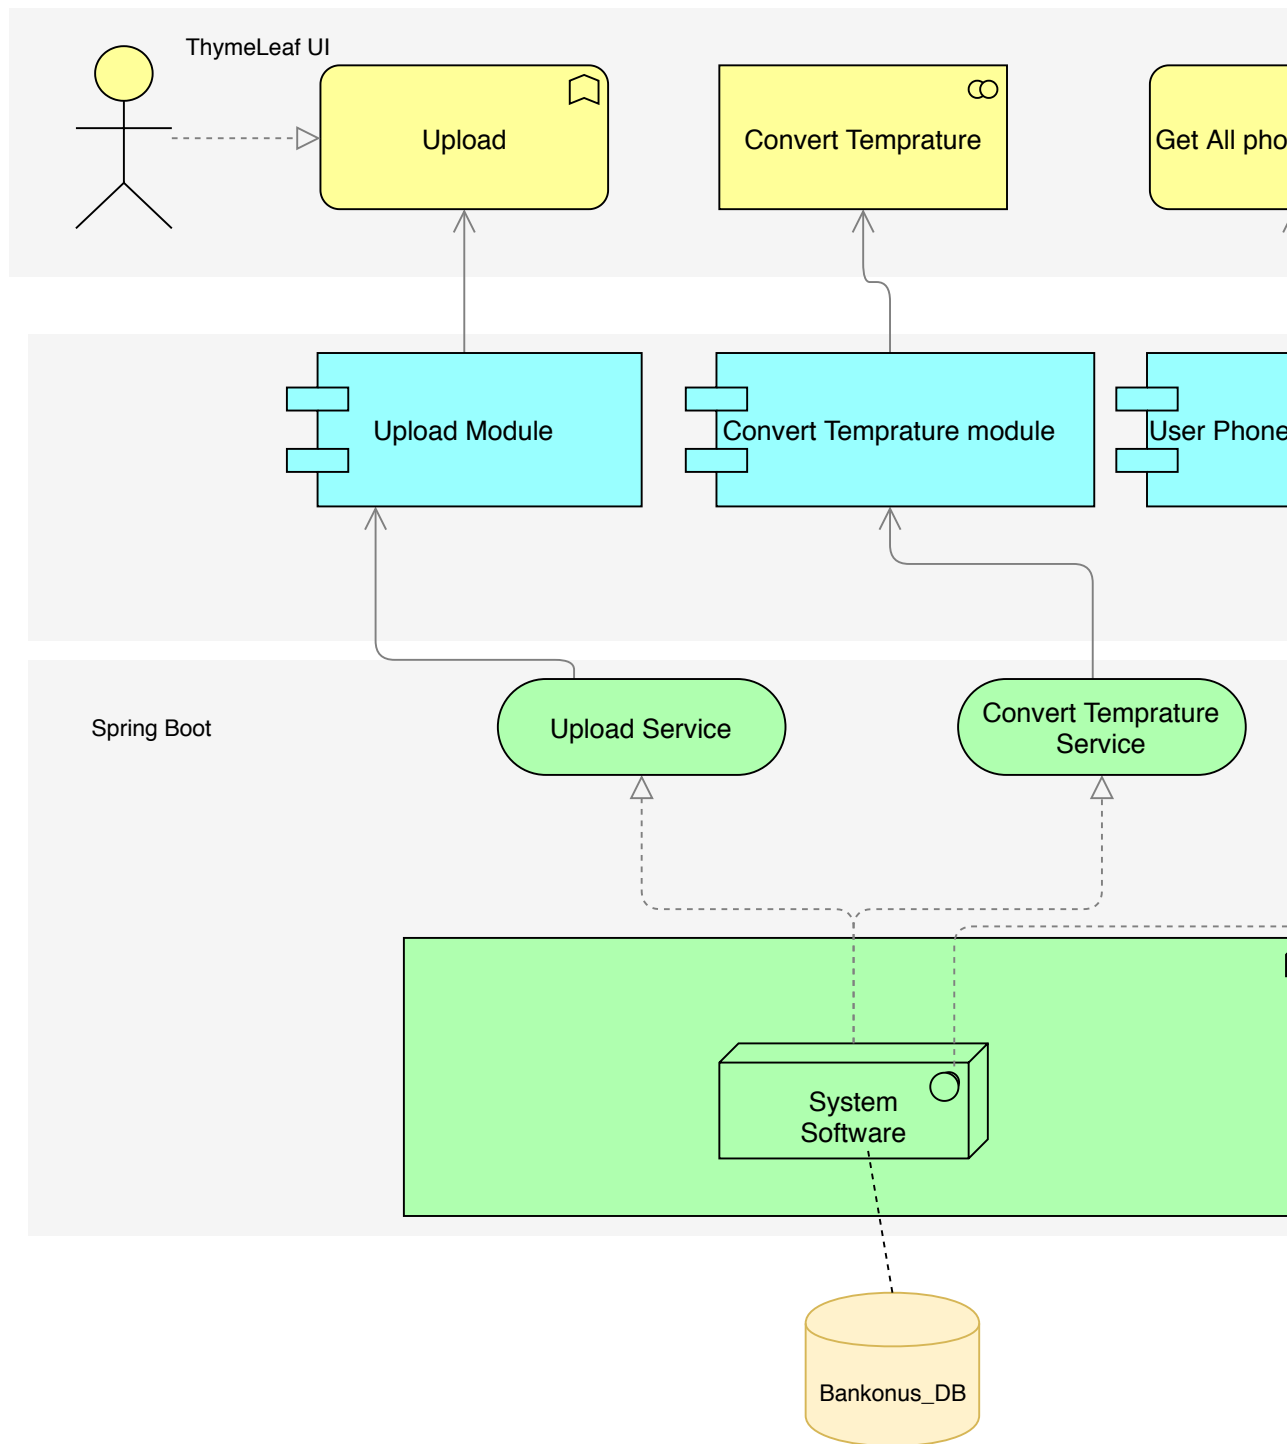 ThymeLeaf UI
Upload
Convert Temprature
Get All pho
Upload Module
Convert Temprature module
User Phone
Spring Boot
Upload Service
Convert Temprature
Service
System
Software
Bankonus_DB